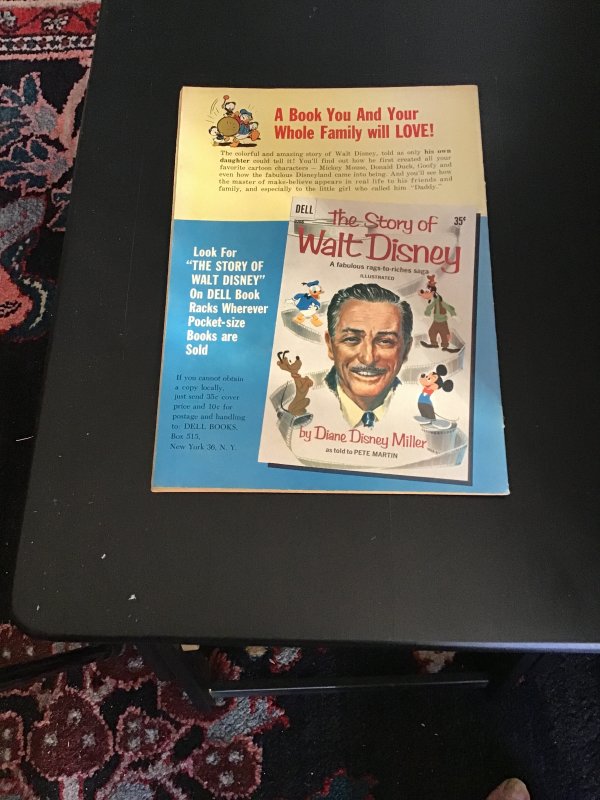 A Book You And Your
Whole Family will LOVE!
The colorful and amazing story of Walt Disney, told as only his own
daughter could tell it! You'll find out how he first created all your
favorite cartoon characters — Mickey Mouse, Donald Duck, Goofy and
even how the fabulous Disneyland came into being. And you'll see how
the master of make-believe appears in real life to his friends and
family, and especially to the little girl who called him "Daddy."
DELL
The Story of
35¢
Walt Disney
A fabulous rags-to-riches saga
ILLUSTRATED
Look For
"THE STORY OF
WALT DISNEY"
On DELL Book
Racks Wherever
Pocket-size
Books are
Sold
If you cannot obtain
a copy locally,
just send 35c cover
price and 10c for
postage and handling
to: DELL BOOKS,
Box 515,
New York 36, N. Y.
by Diane Disney Miller
as told to PETE MARTIN